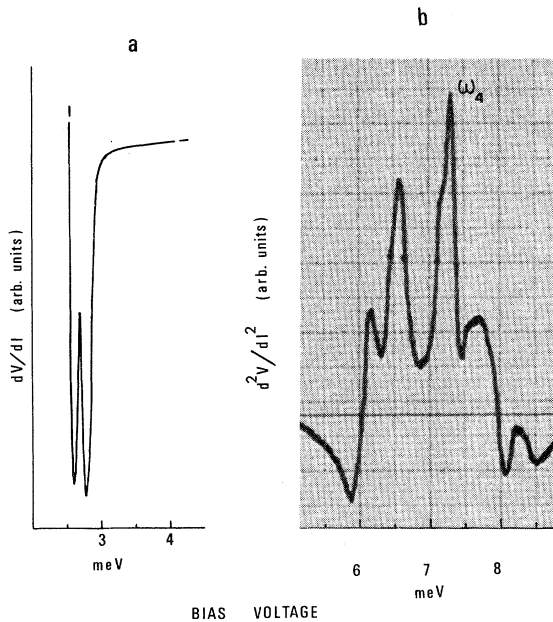 a
b
dV/dI (arb. units)
3
4
meV
d²V/dI² (arb. units)
ω₄
6
7
8
meV
BIAS VOLTAGE